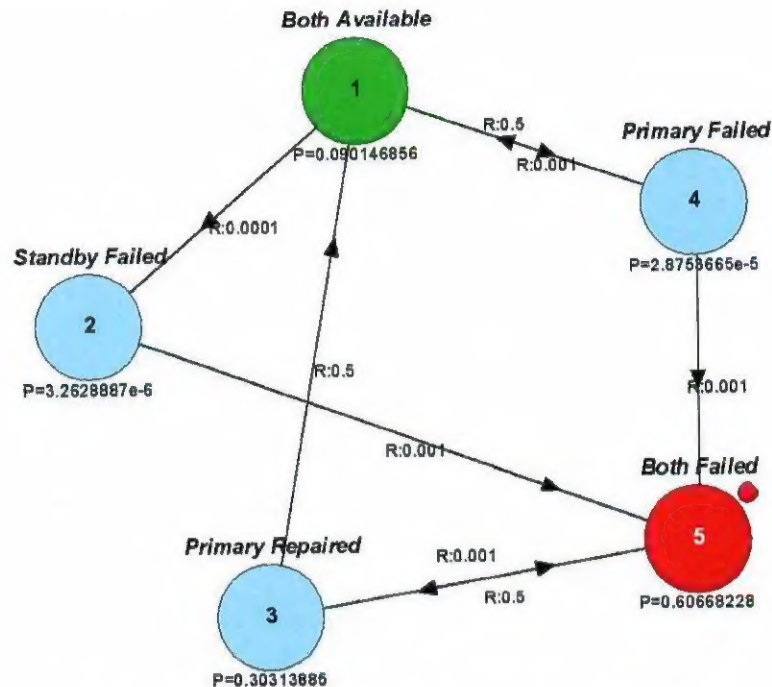 Both Available
1
P=0.090146856
R:0.5
R:0.001
Primary Failed
4
P=2.8758665e-5
R:0.0001
Standby Failed
2
P=3.2628887e-6
R:0.5
R:0.001
R:0.001
Both Failed
5
P=0.60668228
Primary Repaired
3
P=0.30313885
R:0.001
R:0.5